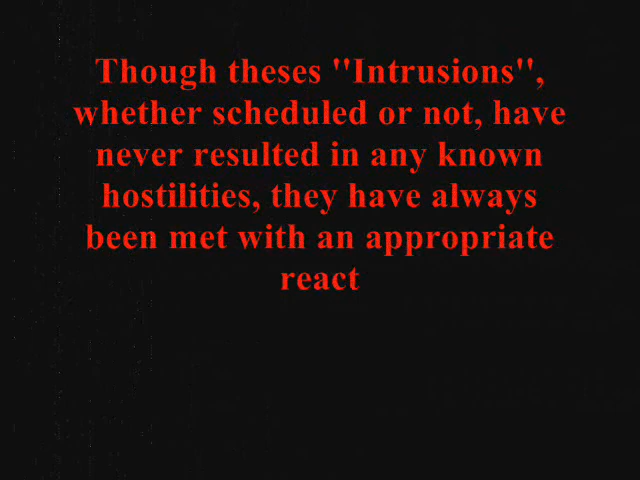 Though theses "Intrusions",
whether scheduled or not, have
never resulted in any known
hostilities, they have always
been met with an appropriate
react